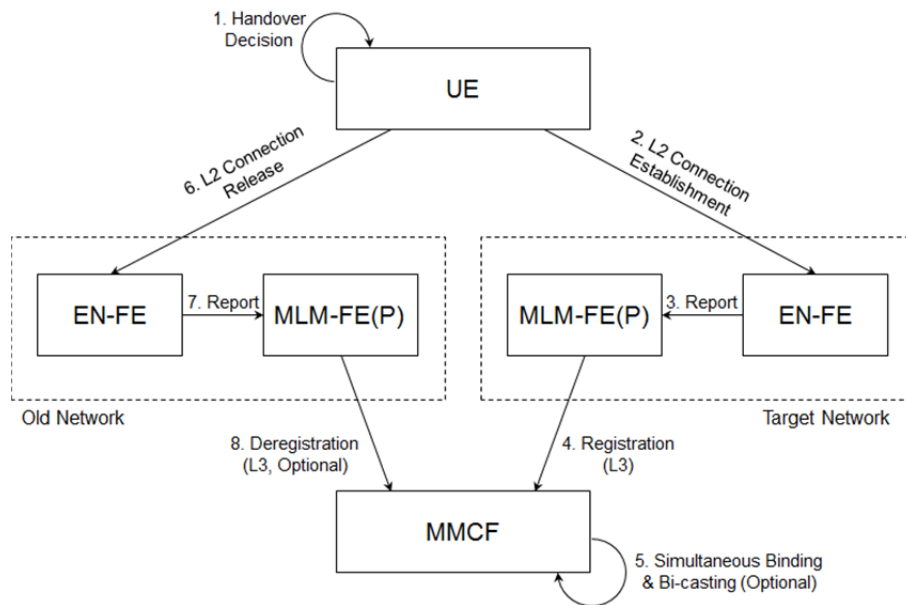 1. Handover
Decision
UE
6. L2 Connection
Release
2. L2 Connection
Establishment
EN-FE
7. Report
MLM-FE(P)
MLM-FE(P)
3. Report
EN-FE
Old Network
Target Network
8. Deregistration
(L3, Optional)
4. Registration
(L3)
MMCF
5. Simultaneous Binding
& Bi-casting (Optional)